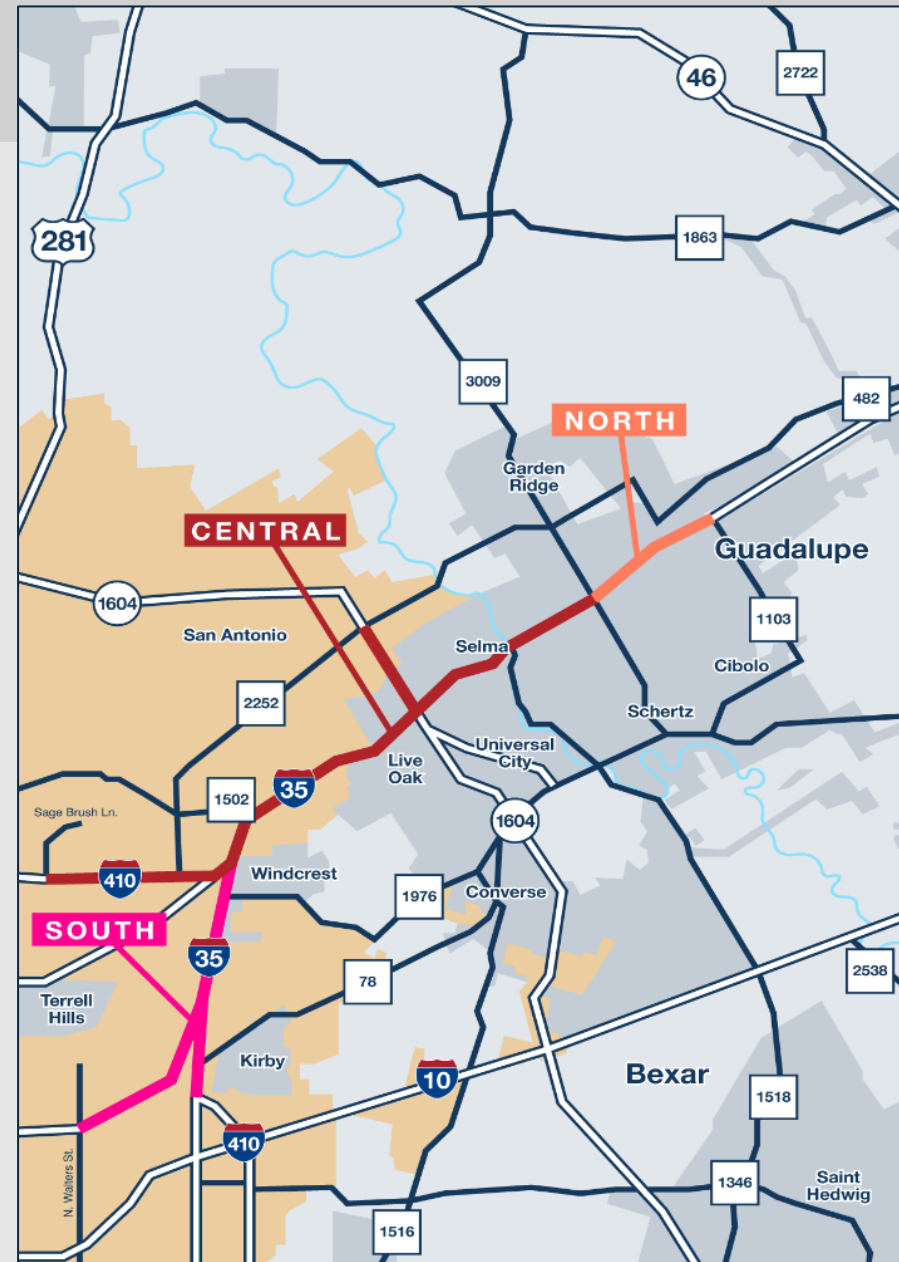 46
2722
281
1863
3009
482
NORTH
Garden
Ridge
CENTRAL
Guadalupe
1604
1103
San Antonio
Selma
Cibolo
2252
Schertz
Universal
City
Live
Oak
35
1502
Sage Brush Ln.
1604
410
Windcrest
1976
Converse
SOUTH
35
2538
78
Terrell
Hills
Kirby
10
Bexar
1518
410
N. Walters St.
1346
Saint
Hedwig
1516